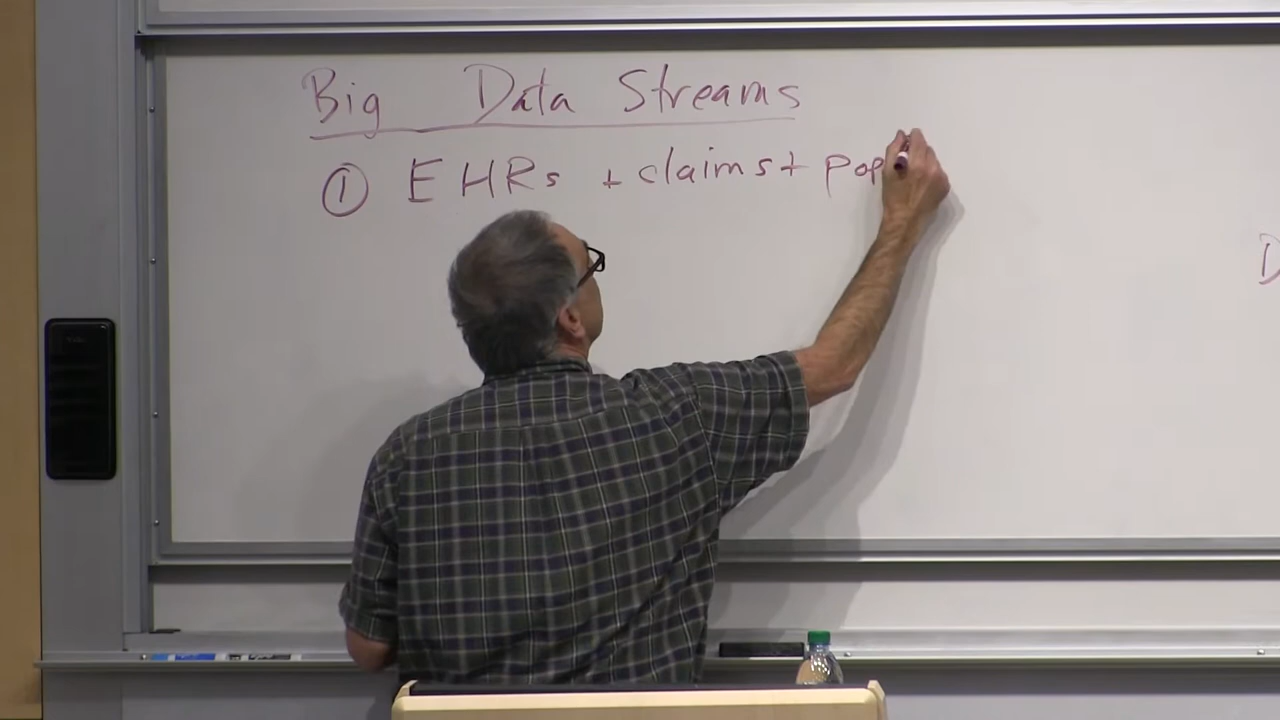 Big Data Streams
① EHRs + claims + pop
D